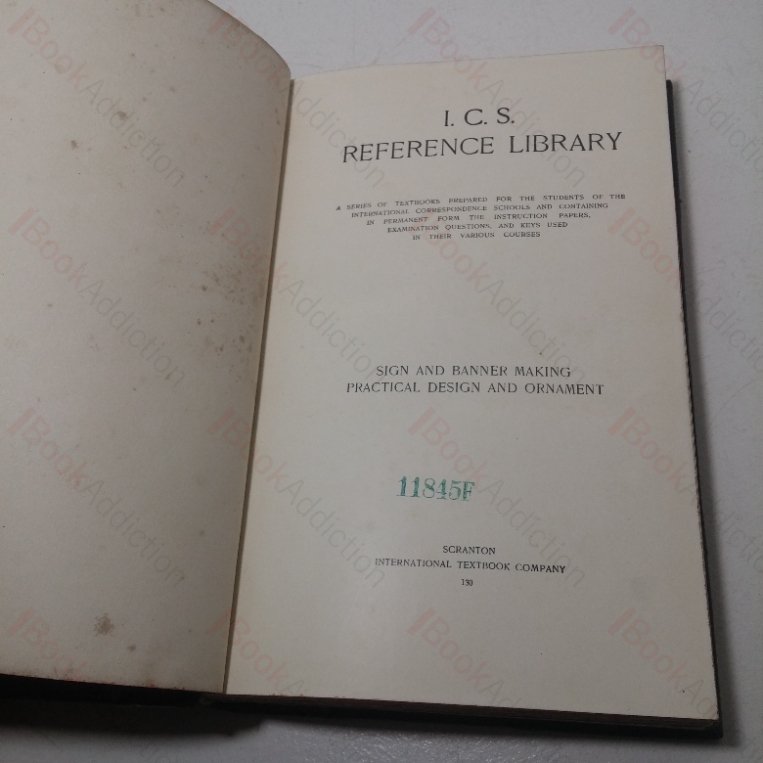 I. C. S.
REFERENCE LIBRARY
A SERIES OF TEXTBOOKS PREPARED FOR THE STUDENTS OF THE
INTERNATIONAL CORRESPONDENCE SCHOOLS AND CONTAINING
IN PERMANENT FORM THE INSTRUCTION PAPERS,
EXAMINATION QUESTIONS, AND KEYS USED
IN THEIR VARIOUS COURSES
SIGN AND BANNER MAKING
PRACTICAL DESIGN AND ORNAMENT
11845F
SCRANTON
INTERNATIONAL TEXTBOOK COMPANY
130
BookAddiction